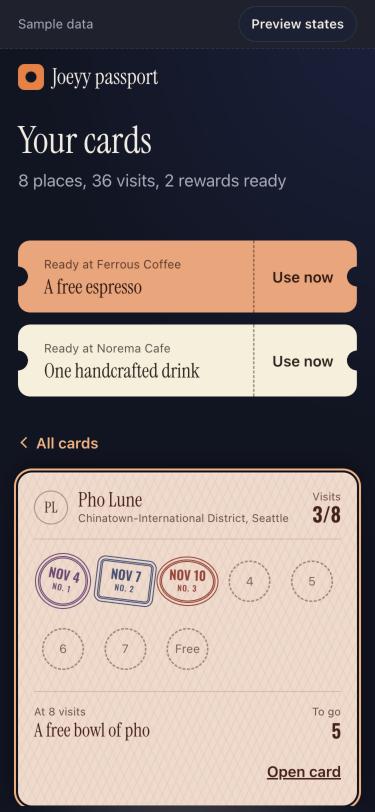 Sample data
Preview states
Joeyy passport
Your cards
8 places, 36 visits, 2 rewards ready
Ready at Ferrous Coffee
A free espresso
Use now
Ready at Norema Cafe
One handcrafted drink
Use now
All cards
PL
Pho Lune
Chinatown-International District, Seattle
Visits
3/8
NOV 4
NO. 1
NOV 7
NO. 2
NOV 10
NO. 3
4
5
6
7
Free
At 8 visits
A free bowl of pho
To go
5
Open card